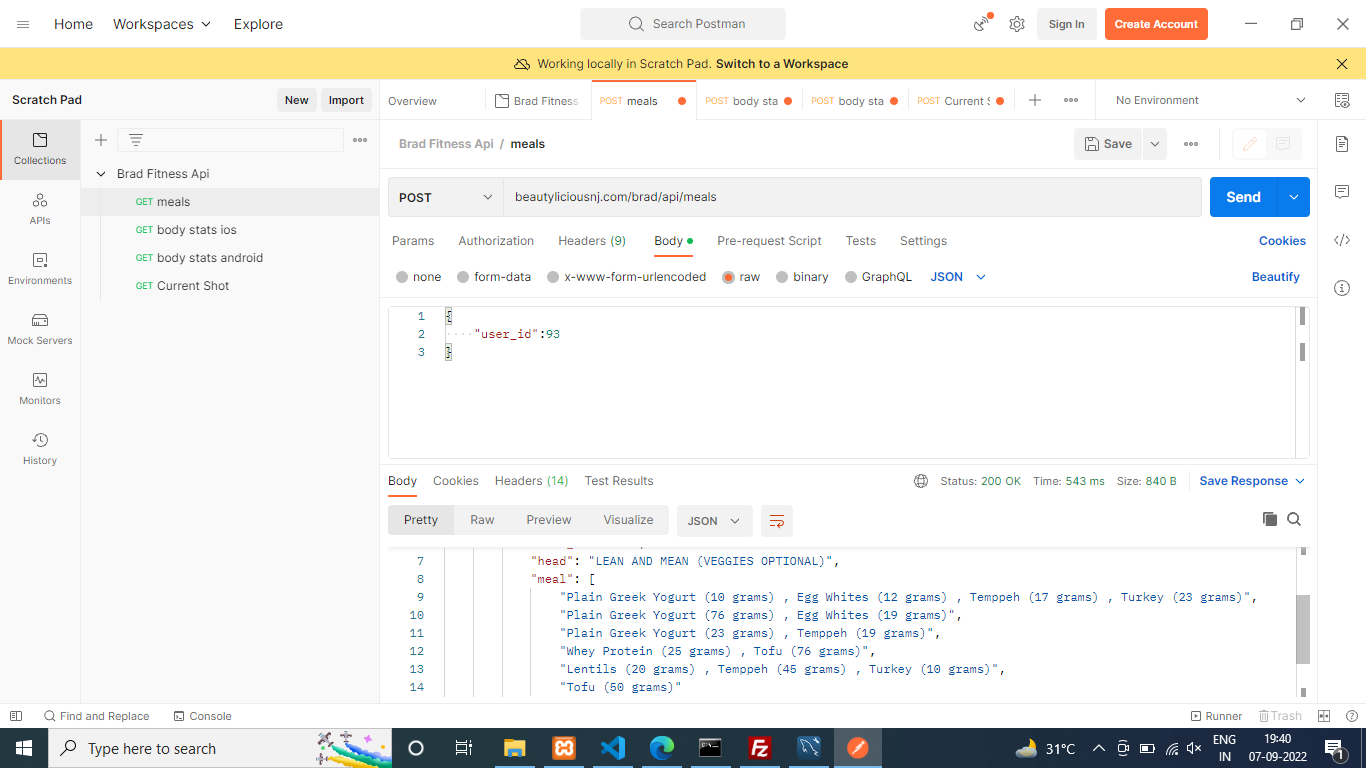 Home Workspaces Explore Search Postman Sign In Create Account
Working locally in Scratch Pad. Switch to a Workspace
Scratch Pad New Import Overview Brad Fitness POST meals POST body sta POST body sta POST Current S No Environment
Collections
APIs
Environments
Mock Servers
Monitors
History
Brad Fitness Api
GET meals
GET body stats ios
GET body stats android
GET Current Shot
Brad Fitness Api / meals Save
POST beautyliciousnj.com/brad/api/meals Send
Params Authorization Headers (9) Body Pre-request Script Tests Settings Cookies
none form-data x-www-form-urlencoded raw binary GraphQL JSON Beautify
1 {
2 "user_id":93
3 }
Body Cookies Headers (14) Test Results Status: 200 OK Time: 543 ms Size: 840 B Save Response
Pretty Raw Preview Visualize JSON
7 "head": "LEAN AND MEAN (VEGGIES OPTIONAL)",
8 "meal": [
9 "Plain Greek Yogurt (10 grams) , Egg Whites (12 grams) , Temppeh (17 grams) , Turkey (23 grams)",
10 "Plain Greek Yogurt (76 grams) , Egg Whites (19 grams)",
11 "Plain Greek Yogurt (23 grams) , Temppeh (19 grams)",
12 "Whey Protein (25 grams) , Tofu (76 grams)",
13 "Lentils (20 grams) , Temppeh (45 grams) , Turkey (10 grams)",
14 "Tofu (50 grams)"
Find and Replace Console Runner Trash
Type here to search 31°C ENG 19:40
IN 07-09-2022 1